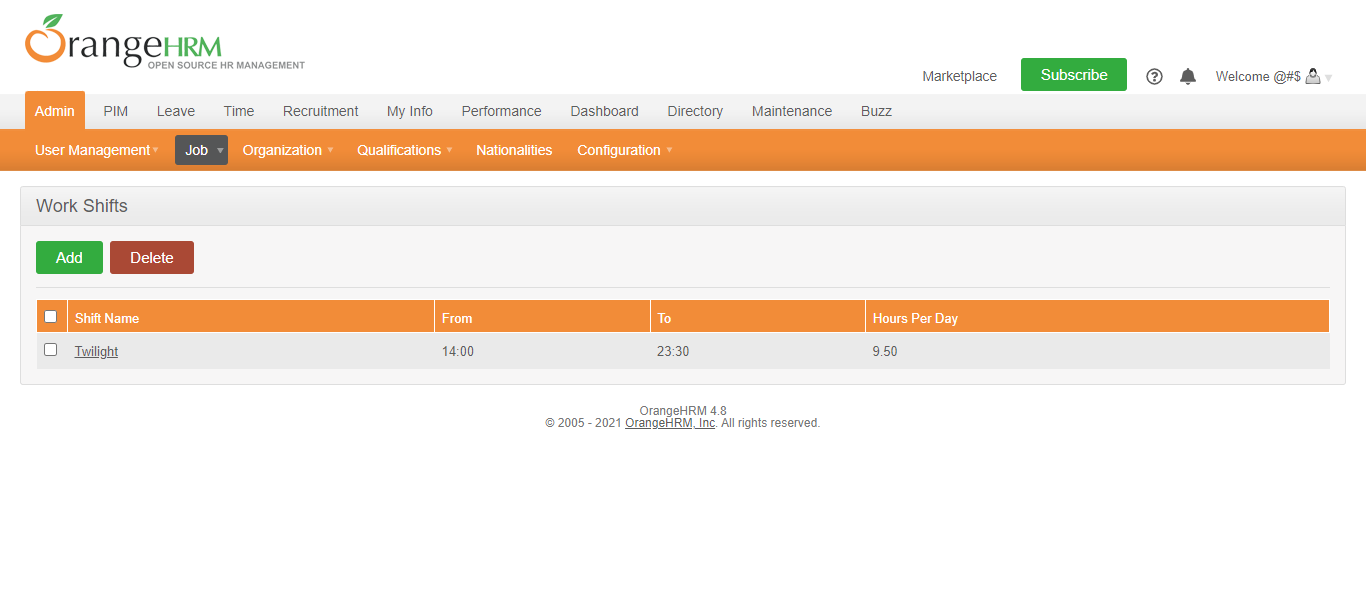 OrangeHRM
OPEN SOURCE HR MANAGEMENT
Marketplace Subscribe ? Welcome @#$
Admin PIM Leave Time Recruitment My Info Performance Dashboard Directory Maintenance Buzz
User Management Job Organization Qualifications Nationalities Configuration
Work Shifts
Add Delete
Shift Name From To Hours Per Day
Twilight 14:00 23:30 9.50
OrangeHRM 4.8
© 2005 - 2021 OrangeHRM, Inc. All rights reserved.